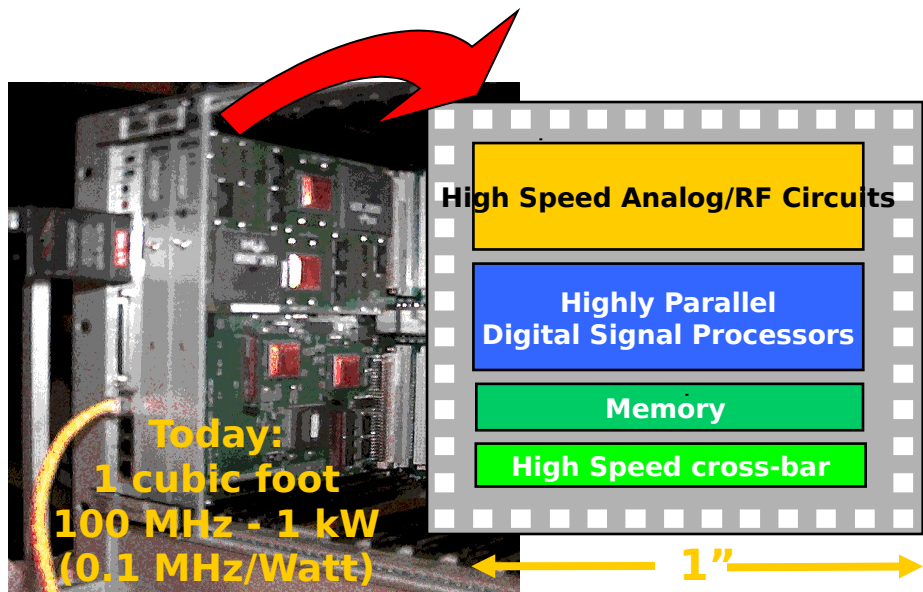 High Speed Analog/RF Circuits
Highly Parallel
Digital Signal Processors
Memory
High Speed cross-bar
Today:
1 cubic foot
100 MHz - 1 kW
(0.1 MHz/Watt)
1”